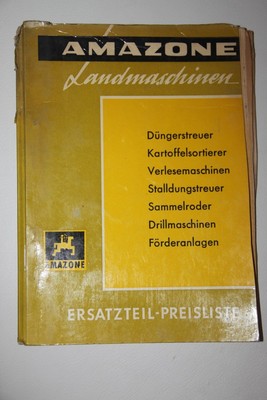 AMAZONE
Landmaschinen
Düngerstreuer
Kartoffelsortierer
Verlesemaschinen
Stalldungstreuer
Sammelroder
Drillmaschinen
Förderanlagen
AMAZONE
ERSATZTEIL-PREISLISTE